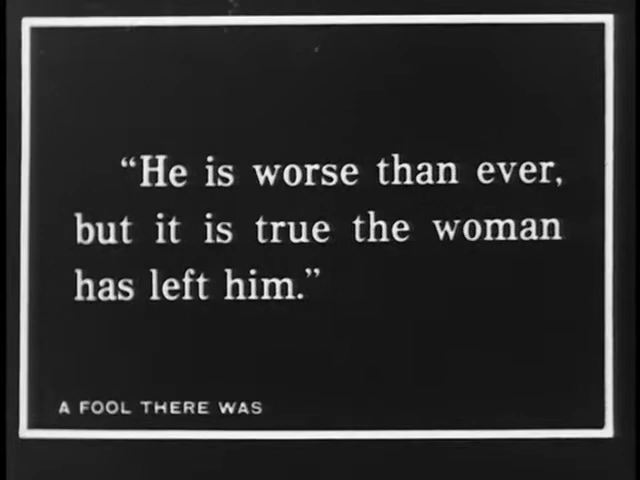 “He is worse than ever,
but it is true the woman
has left him.”
A FOOL THERE WAS